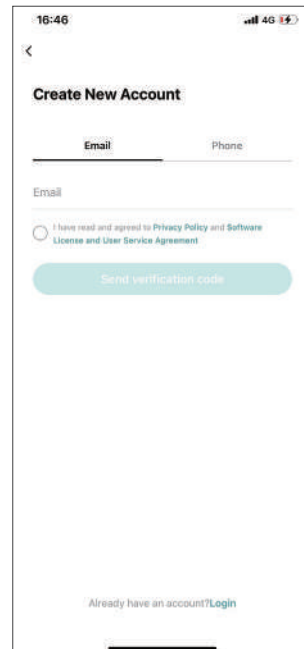 16:46
4G
Create New Account
Email Phone
Email
I have read and agreed to Privacy Policy and Software
License and User Service Agreement
Send verification code
Already have an account?Login